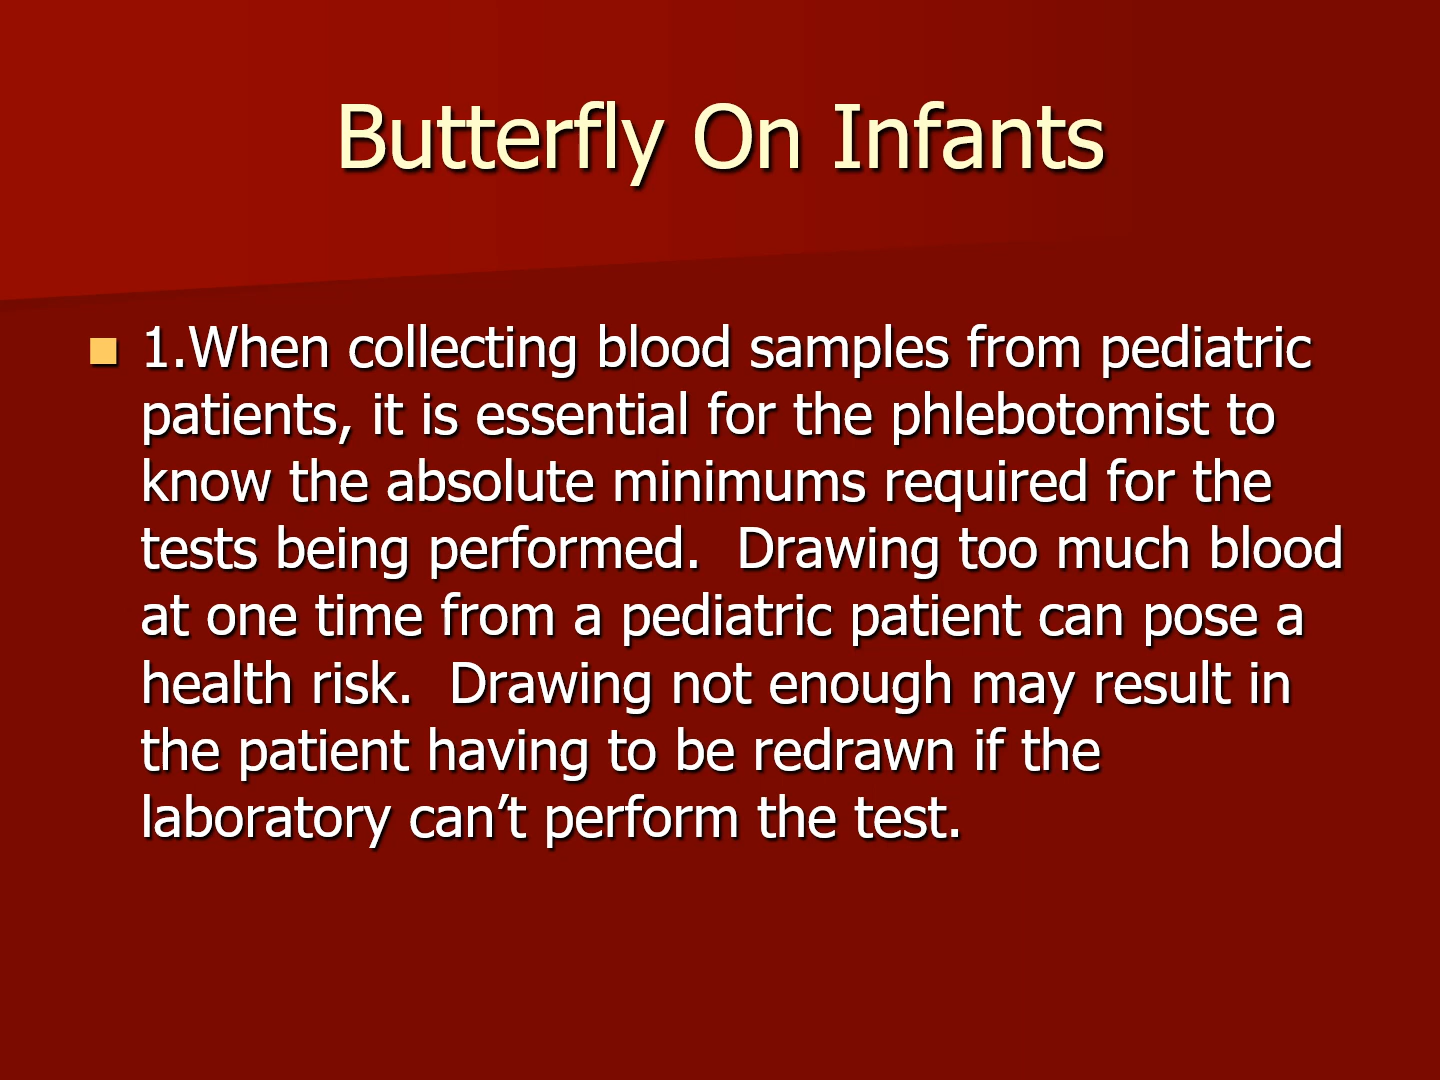 Butterfly On Infants
1.When collecting blood samples from pediatric
patients, it is essential for the phlebotomist to
know the absolute minimums required for the
tests being performed.  Drawing too much blood
at one time from a pediatric patient can pose a
health risk.  Drawing not enough may result in
the patient having to be redrawn if the
laboratory can’t perform the test.